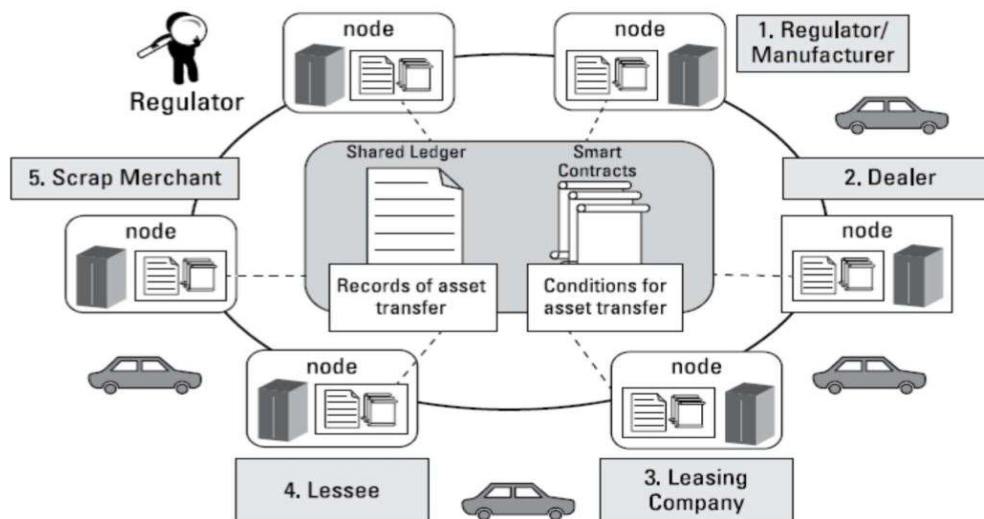 node
node
1. Regulator/
Manufacturer
Regulator
Shared Ledger
Smart
Contracts
5. Scrap Merchant
2. Dealer
node
node
Records of asset
transfer
Conditions for
asset transfer
node
node
4. Lessee
3. Leasing
Company